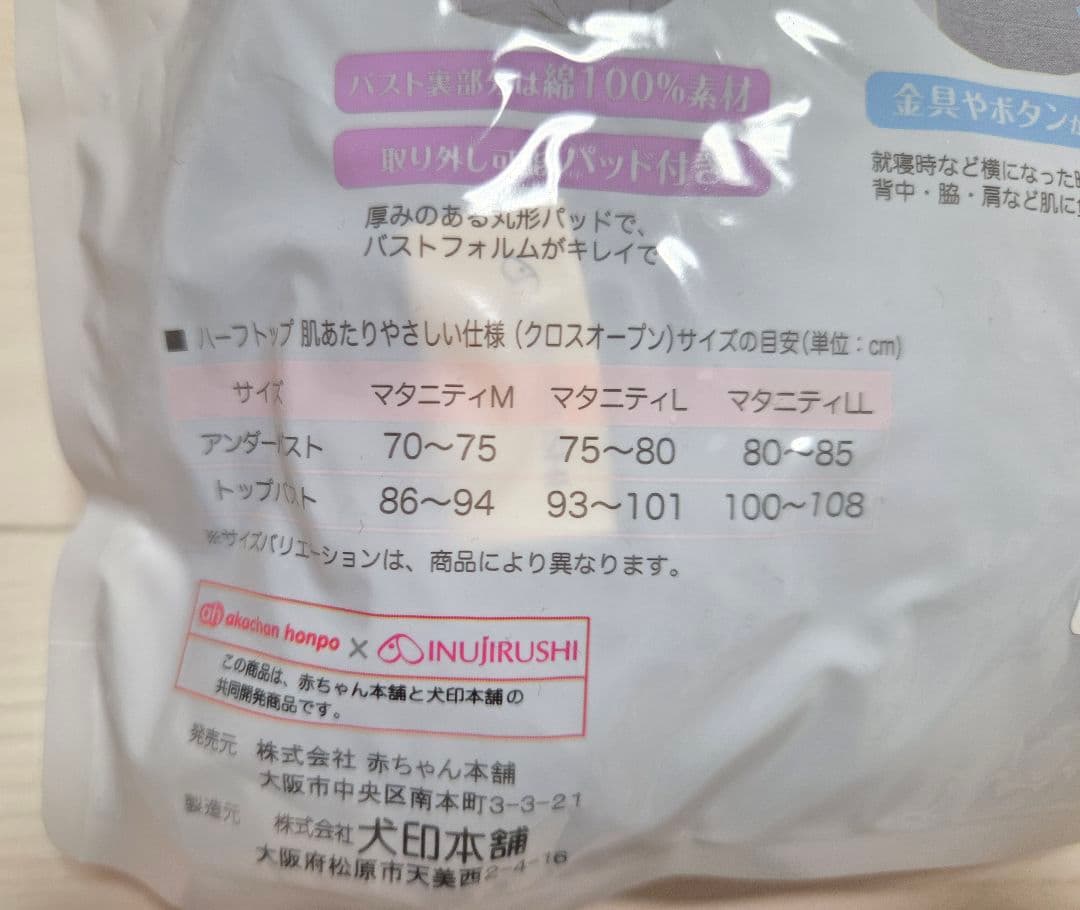 バスト裏部分は綿100%素材
取り外し可能パッド付き
厚みのある丸形パッドで、
バストフォルムがキレイで
金具やボタンが
就寝時など横になった時
背中・脇・肩など肌に
■ ハーフトップ 肌あたりやさしい仕様(クロスオープン)サイズの目安(単位:cm)
サイズ マタニティM マタニティL マタニティLL
アンダーバスト 70〜75 75〜80 80〜85
トップバスト 86〜94 93〜101 100〜108
※サイズバリエーションは、商品により異なります。
ah akachan honpo × INUJIRUSHI
この商品は、赤ちゃん本舗と犬印本舗の
共同開発商品です。
発売元 株式会社 赤ちゃん本舗
大阪市中央区南本町3-3-21
製造元 株式会社 犬印本舗
大阪府松原市天美西2-4-16